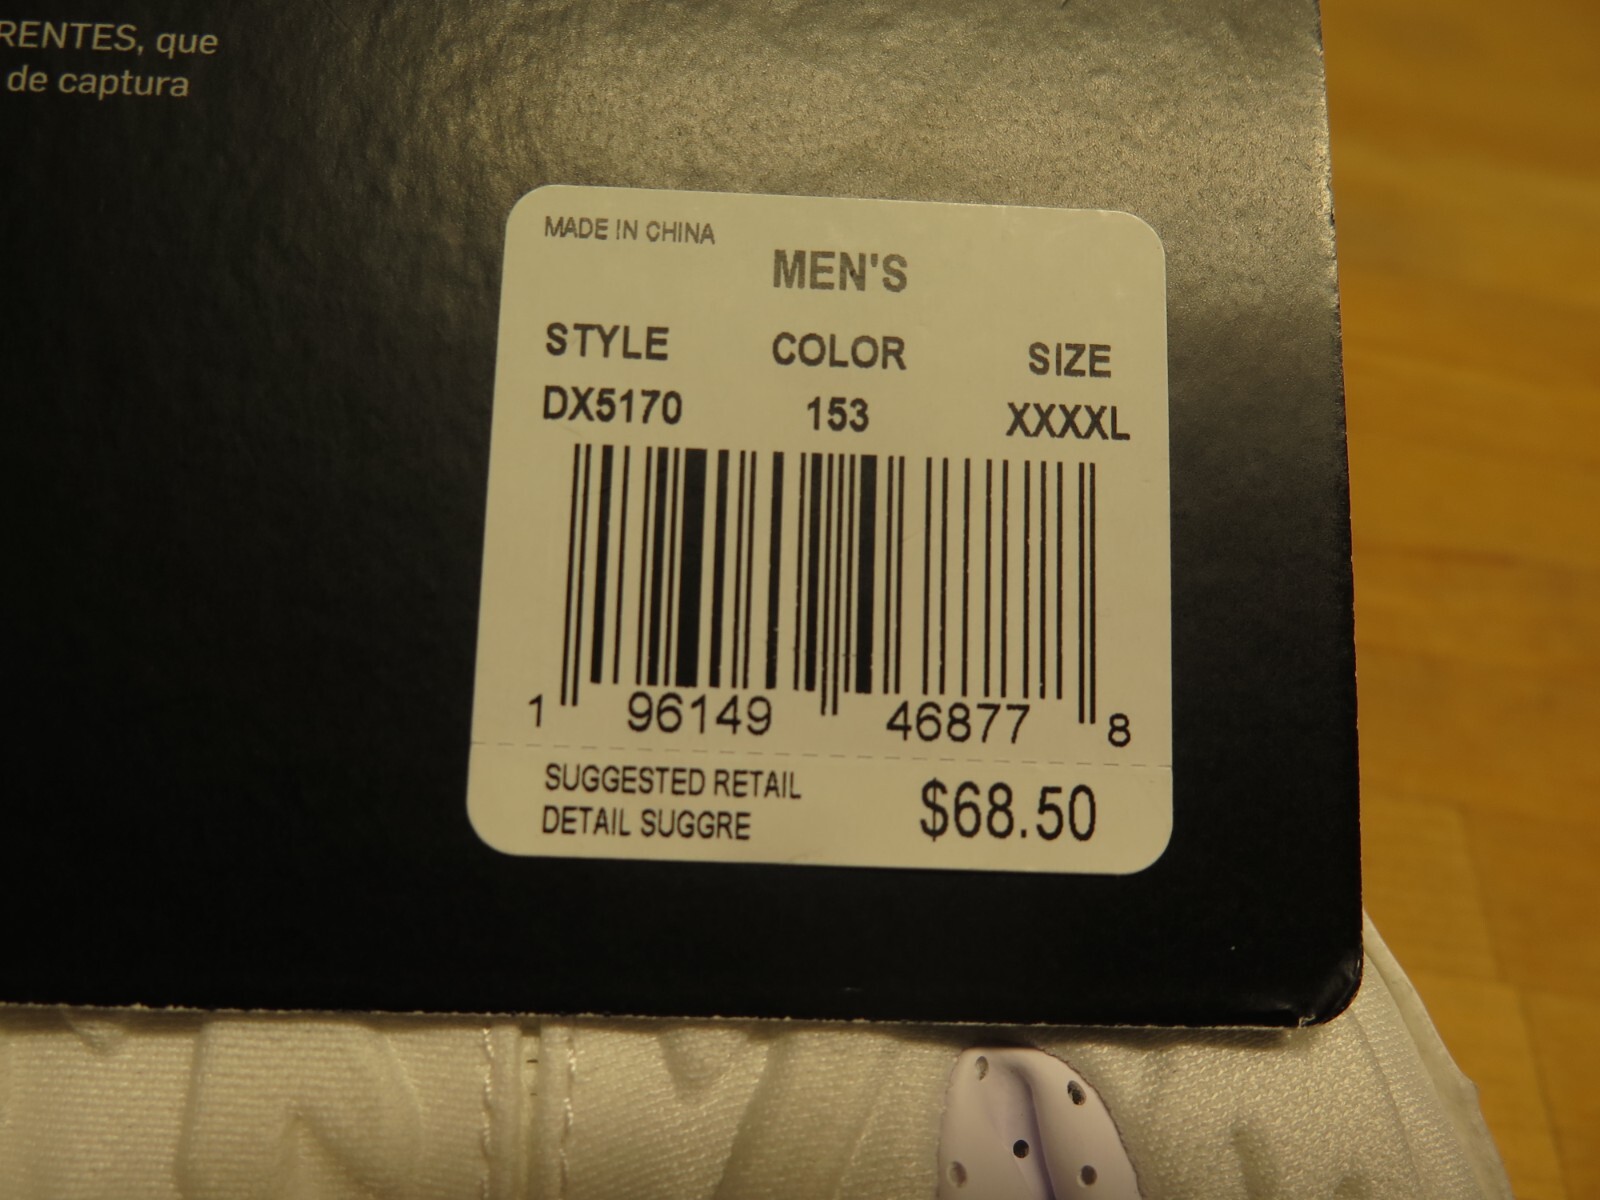 RENTES, que
de captura
MADE IN CHINA
MEN'S
STYLE COLOR SIZE
DX5170 153 XXXXL
1 96149 46877 8
SUGGESTED RETAIL
DETAIL SUGGRE
$68.50